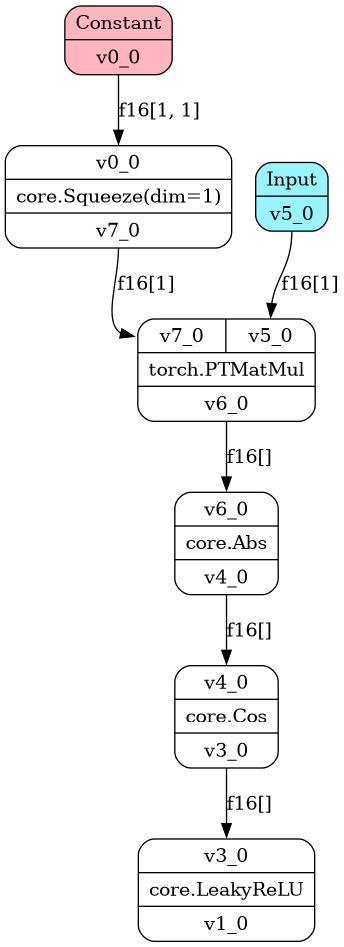 Constant
v0_0
f16[1, 1]
v0_0
core.Squeeze(dim=1)
v7_0
Input
v5_0
f16[1]
f16[1]
v7_0 v5_0
torch.PTMatMul
v6_0
f16[]
v6_0
core.Abs
v4_0
f16[]
v4_0
core.Cos
v3_0
f16[]
v3_0
core.LeakyReLU
v1_0